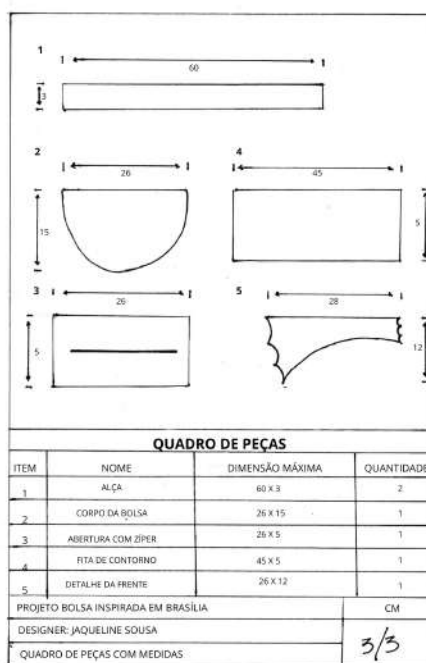 1
60
3
2
4
26
45
15
5
3
5
26
28
5
12
QUADRO DE PEÇAS
ITEM NOME DIMENSÃO MÁXIMA QUANTIDADE
1 ALÇA 60 X 3 2
2 CORPO DA BOLSA 26 X 15 1
3 ABERTURA COM ZÍPER 26 X 5 1
4 FITA DE CONTORNO 45 X 5 1
5 DETALHE DA FRENTE 26 X 12 1
PROJETO BOLSA INSPIRADA EM BRASÍLIA CM
DESIGNER: JAQUELINE SOUSA
QUADRO DE PEÇAS COM MEDIDAS 3/3